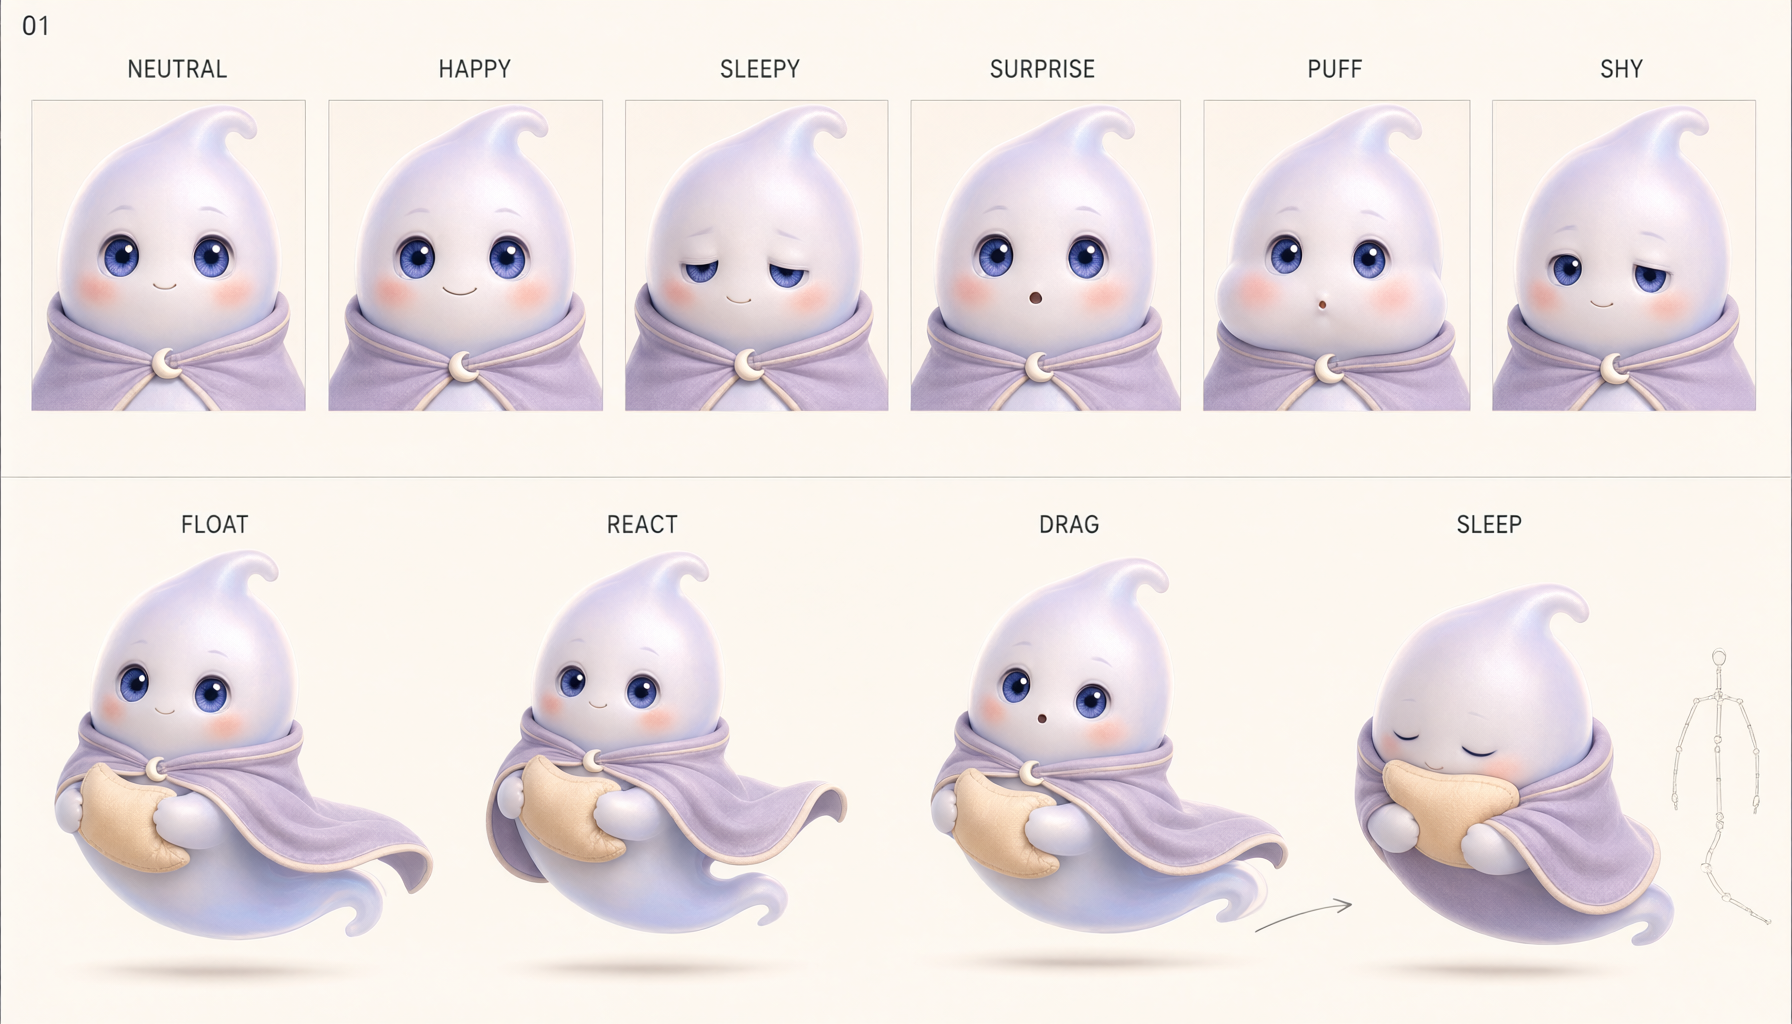 01
NEUTRAL
HAPPY
SLEEPY
SURPRISE
PUFF
SHY
FLOAT
REACT
DRAG
SLEEP